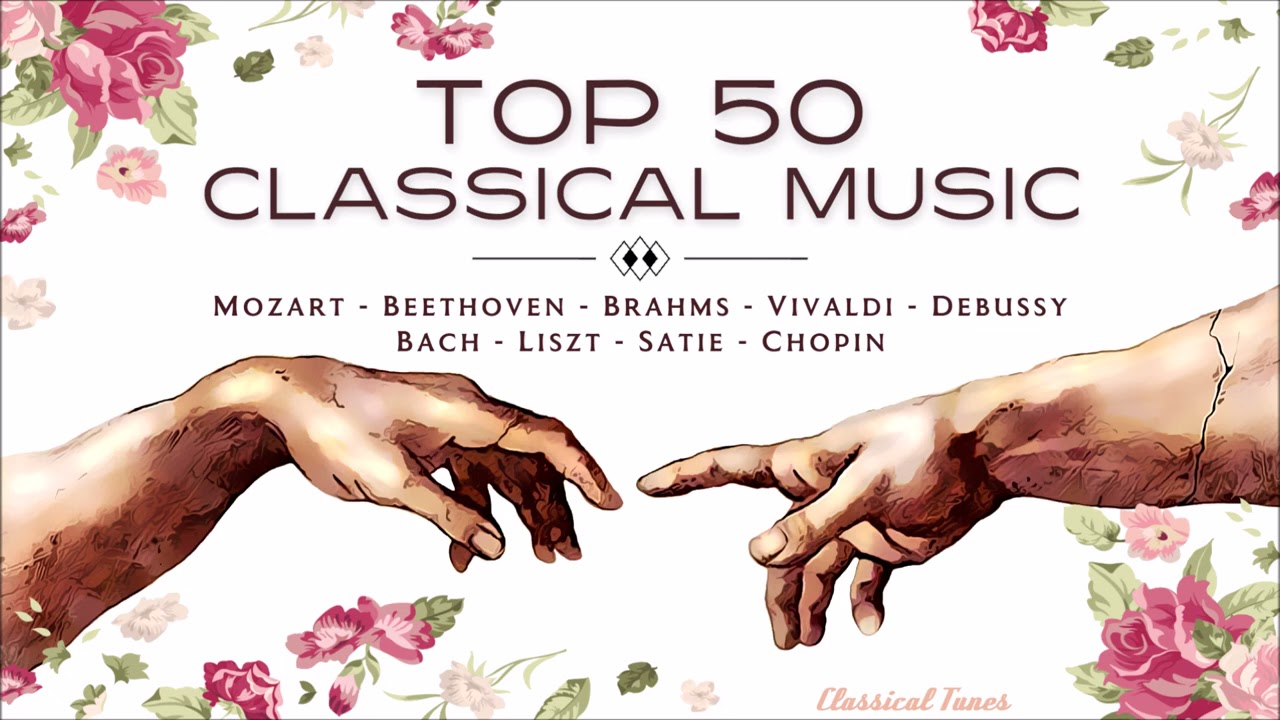 TOP 50
CLASSICAL MUSIC
MOZART - BEETHOVEN - BRAHMS - VIVALDI - DEBUSSY
BACH - LISZT - SATIE - CHOPIN
Classical Tunes